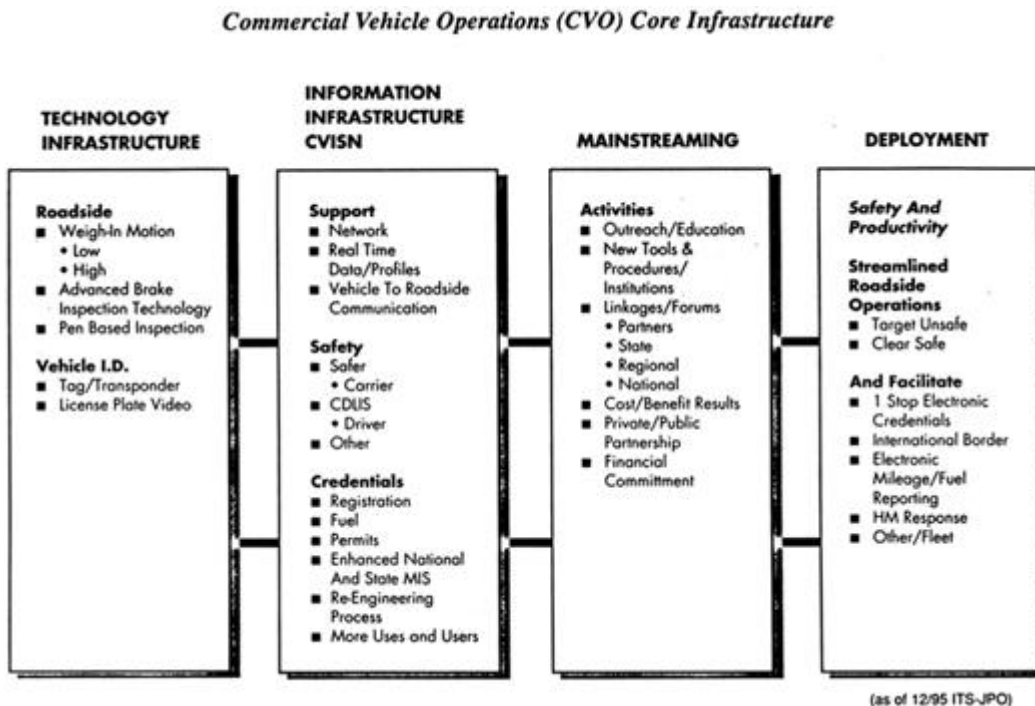 Commercial Vehicle Operations (CVO) Core Infrastructure
TECHNOLOGY
INFRASTRUCTURE
Roadside
■ Weigh-In Motion
• Low
• High
■ Advanced Brake
Inspection Technology
■ Pen Based Inspection
Vehicle I.D.
■ Tag/Transponder
■ License Plate Video
INFORMATION
INFRASTRUCTURE
CVISN
Support
■ Network
■ Real Time
Data/Profiles
■ Vehicle To Roadside
Communication
Safety
■ Safer
• Carrier
■ CDLIS
• Driver
■ Other
Credentials
■ Registration
■ Fuel
■ Permits
■ Enhanced National
And State MIS
■ Re-Engineering
Process
■ More Uses and Users
MAINSTREAMING
Activities
■ Outreach/Education
■ New Tools &
Procedures/
Institutions
■ Linkages/Forums
• Partners
• State
• Regional
• National
■ Cost/Benefit Results
■ Private/Public
Partnership
■ Financial
Committment
DEPLOYMENT
Safety And
Productivity
Streamlined
Roadside
Operations
■ Target Unsafe
■ Clear Safe
And Facilitate
■ 1 Stop Electronic
Credentials
■ International Border
■ Electronic
Mileage/Fuel
Reporting
■ HM Response
■ Other/Fleet
(as of 12/95 ITS-JPO)